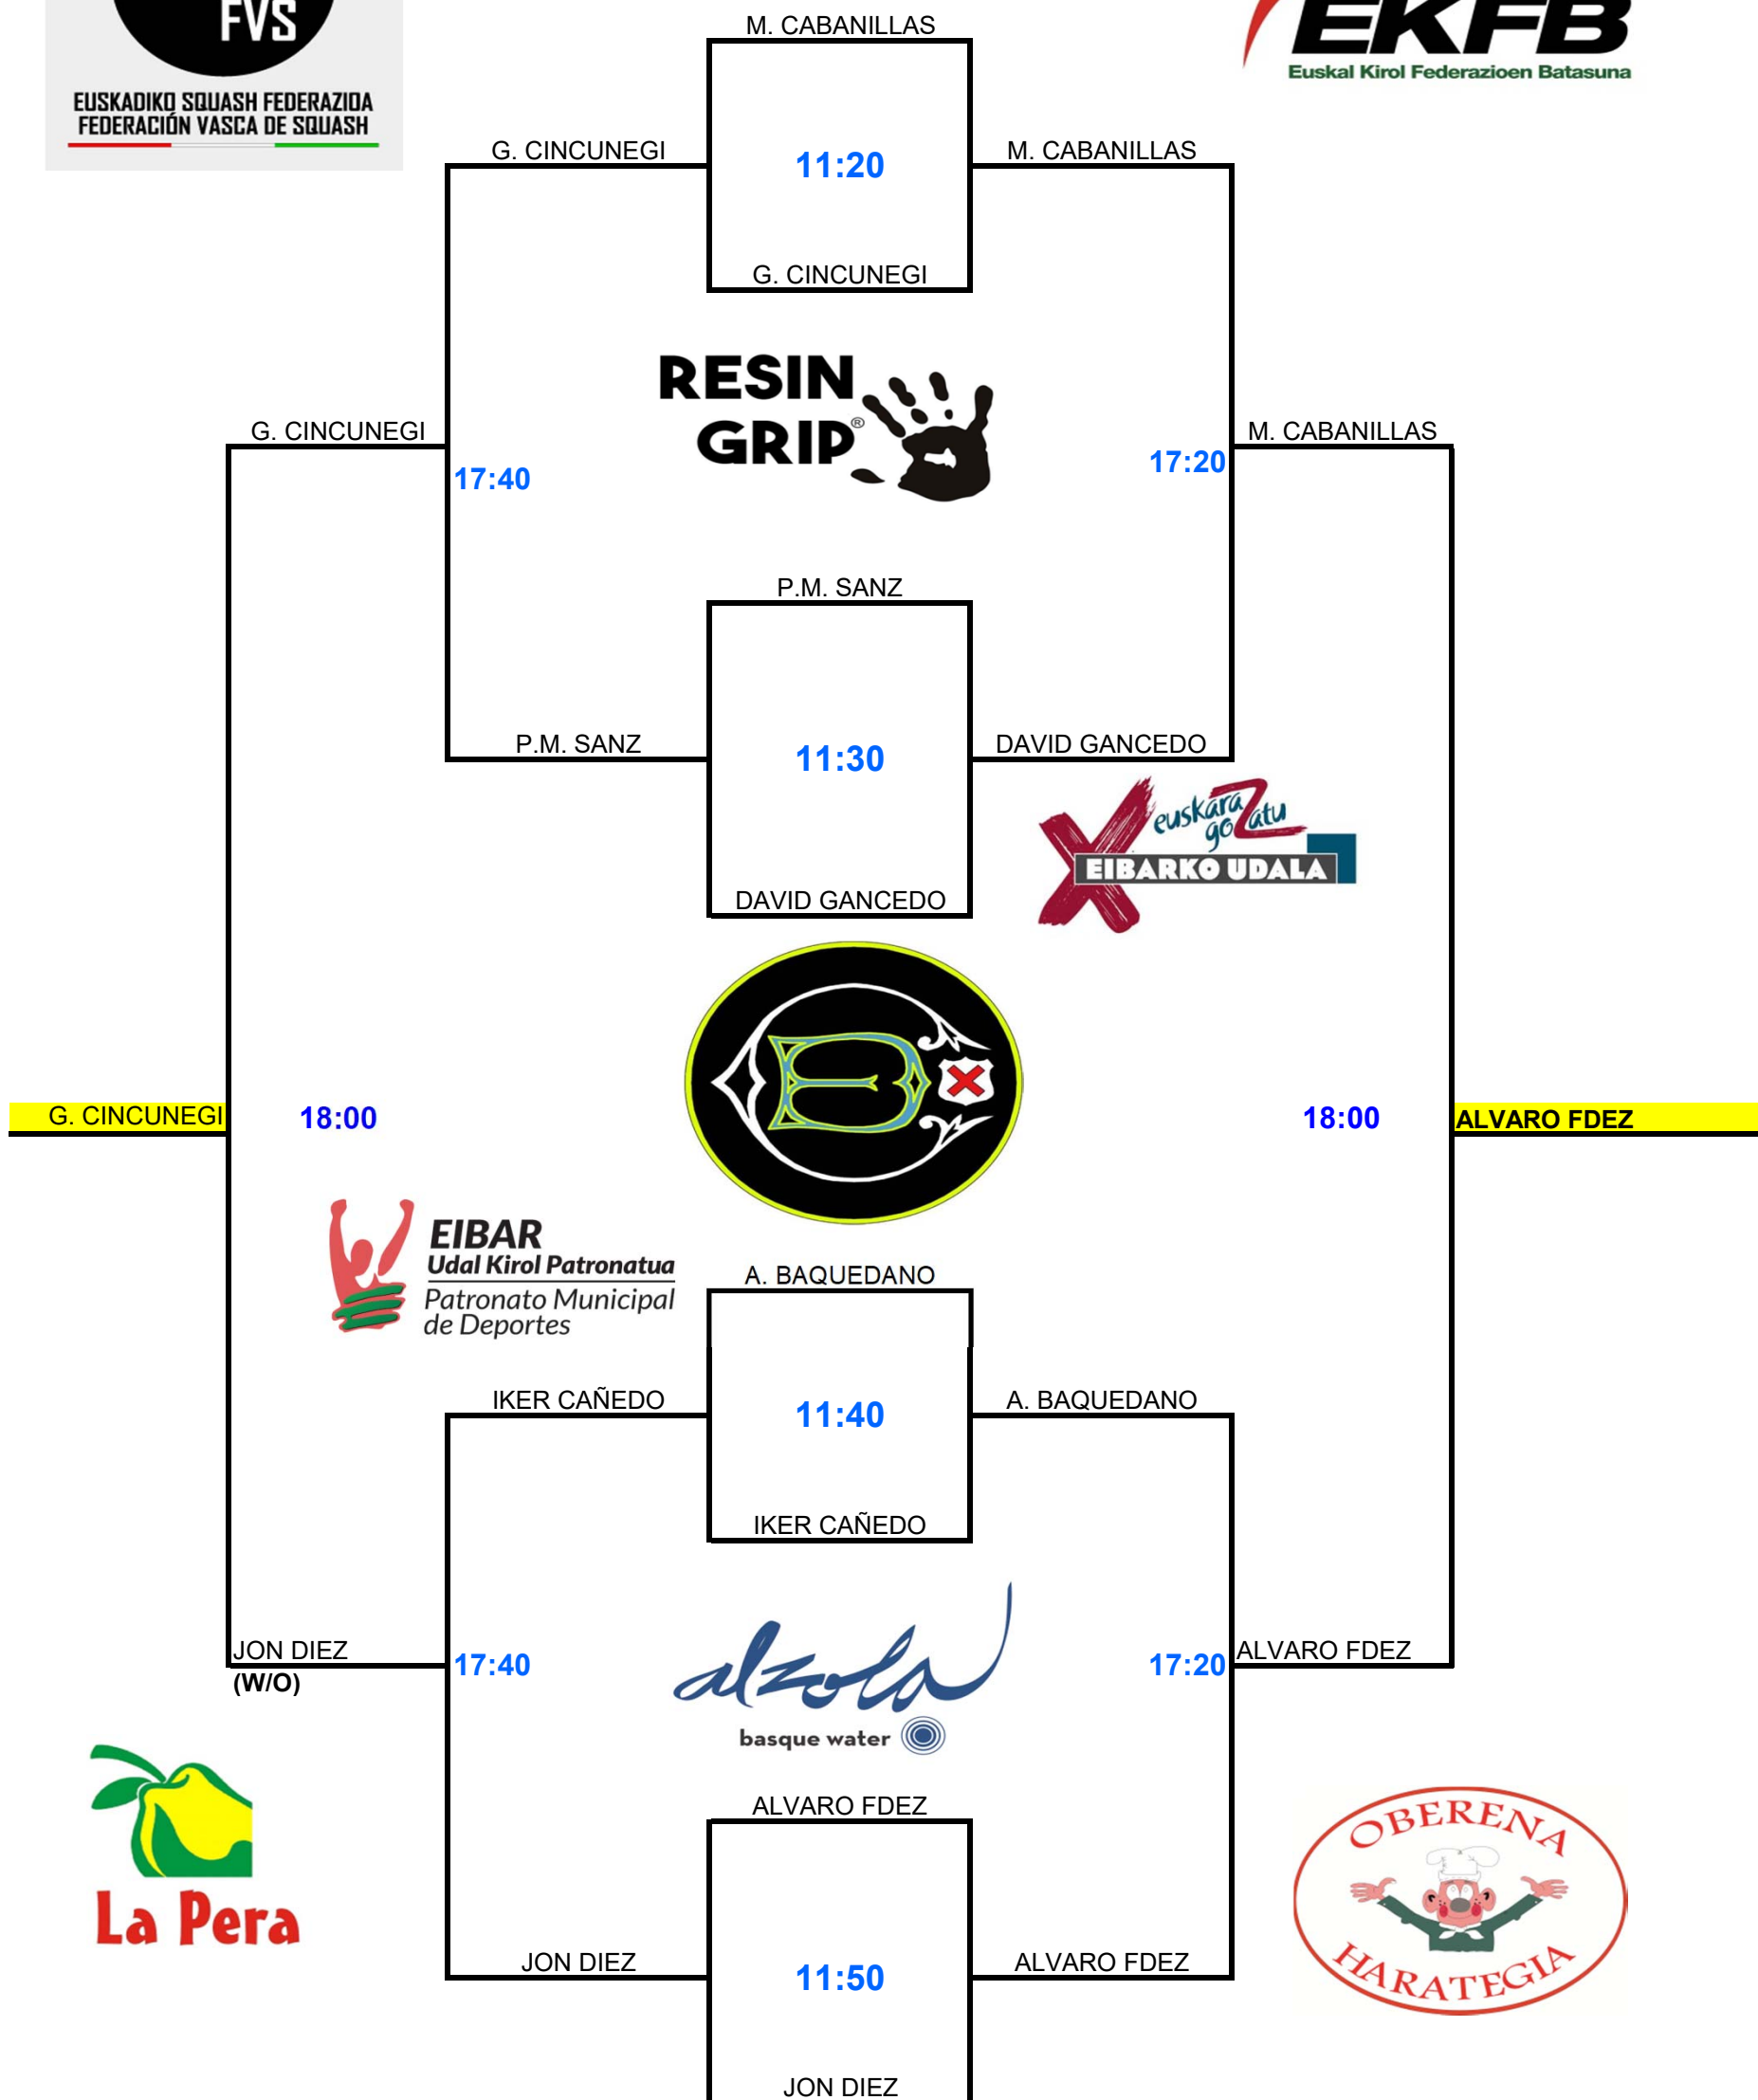 FVS
EUSKADIKO SQUASH FEDERAZIOA
FEDERACIÓN VASCA DE SQUASH
EKFB
Euskal Kirol Federazioen Batasuna
M. CABANILLAS
G. CINCUNEGI
11:20
M. CABANILLAS
G. CINCUNEGI
RESIN
GRIP®
G. CINCUNEGI
M. CABANILLAS
17:40
17:20
P.M. SANZ
P.M. SANZ
11:30
DAVID GANCEDO
euskara
goZatu
EIBARKO UDALA
DAVID GANCEDO
G. CINCUNEGI
18:00
18:00
ALVARO FDEZ
EIBAR
Udal Kirol Patronatua
Patronato Municipal
de Deportes
A. BAQUEDANO
IKER CAÑEDO
11:40
A. BAQUEDANO
IKER CAÑEDO
JON DIEZ
(W/O)
17:40
alzola
basque water
17:20
ALVARO FDEZ
La Pera
ALVARO FDEZ
JON DIEZ
11:50
ALVARO FDEZ
OBERENA
HARATEGIA
JON DIEZ